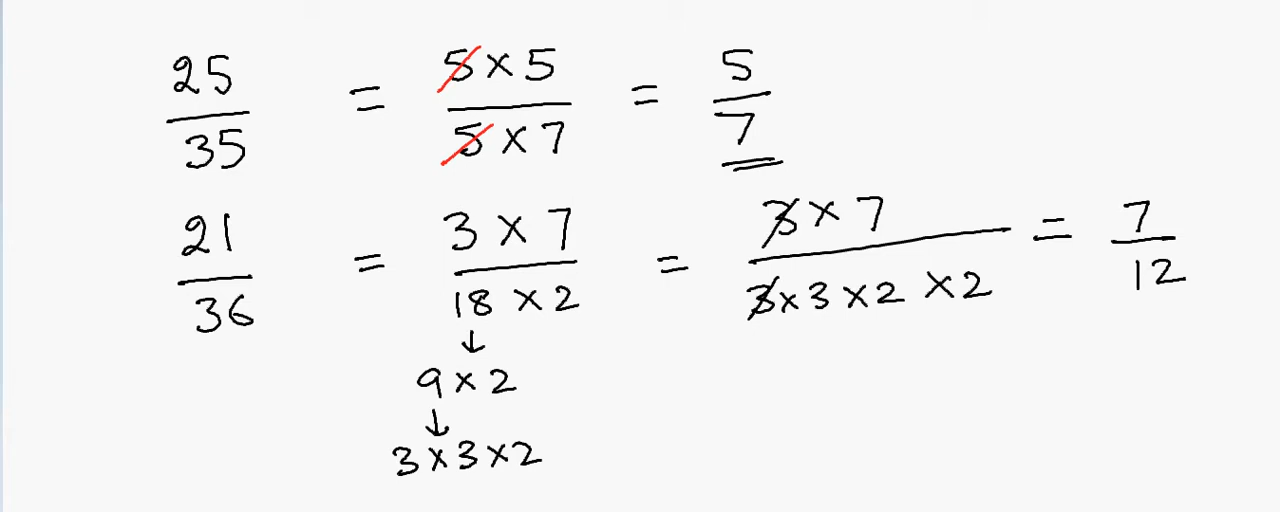 25/35 = 5 × 5 / 5 × 7 = 5/7
21/36 = 3 × 7 / 18 × 2 = 3 × 7 / 3 × 3 × 2 × 2 = 7/12
↓
9 × 2
↓
3 × 3 × 2